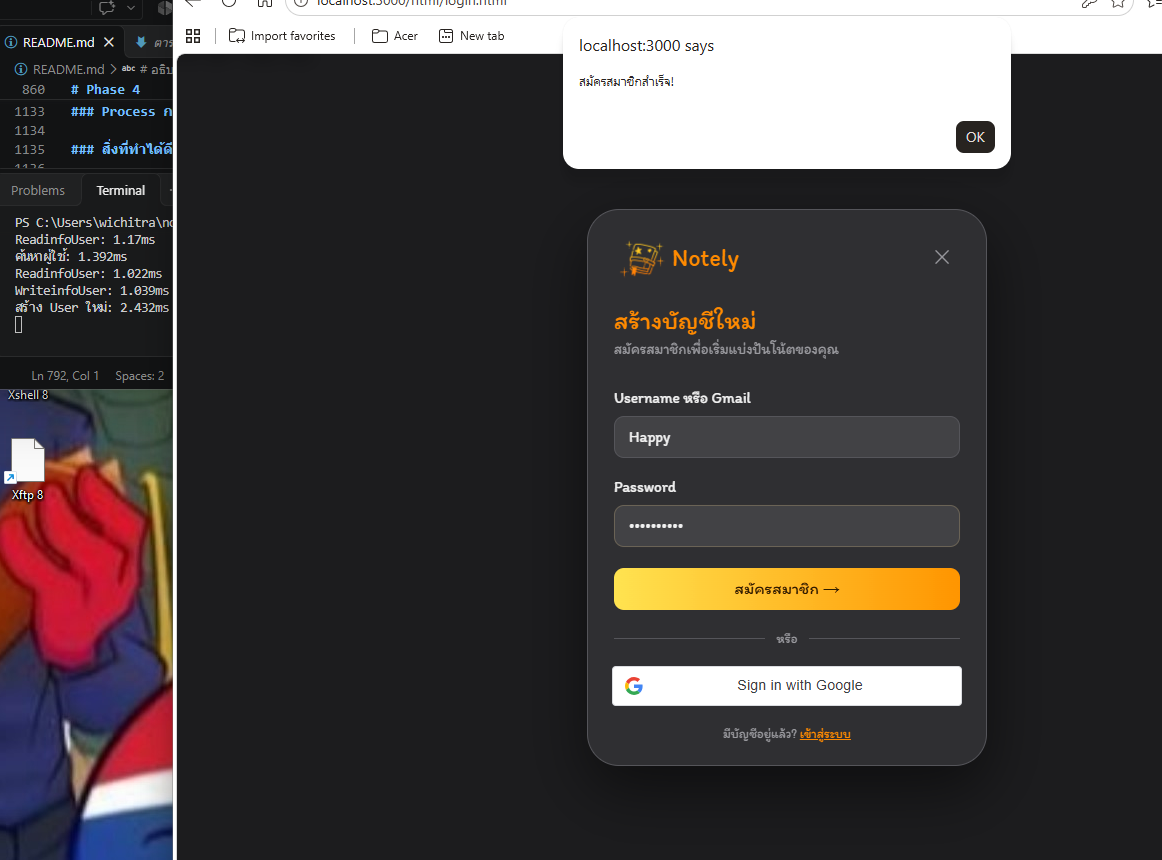 localhost:3000/html/login.html
Import favorites
Acer
New tab
README.md
README.md > abc #
860 # Phase 4
1133 ### Process
1134
1135 ### สิ่งที่ทำได้ดี
Problems
Terminal
PS C:\Users\wichitra\no
ReadinfoUser: 1.17ms
ค้นหาผู้ใช้: 1.392ms
ReadinfoUser: 1.022ms
WriteinfoUser: 1.039ms
สร้าง User ใหม่: 2.432ms
Ln 792, Col 1 Spaces: 2
Xshell 8
Xftp 8
localhost:3000 says
สมัครสมาชิกสำเร็จ!
OK
Notely
สร้างบัญชีใหม่
สมัครสมาชิกเพื่อเริ่มแบ่งปันโน้ตของคุณ
Username หรือ Gmail
Happy
Password
••••••••••
สมัครสมาชิก →
หรือ
Sign in with Google
มีบัญชีอยู่แล้ว? เข้าสู่ระบบ